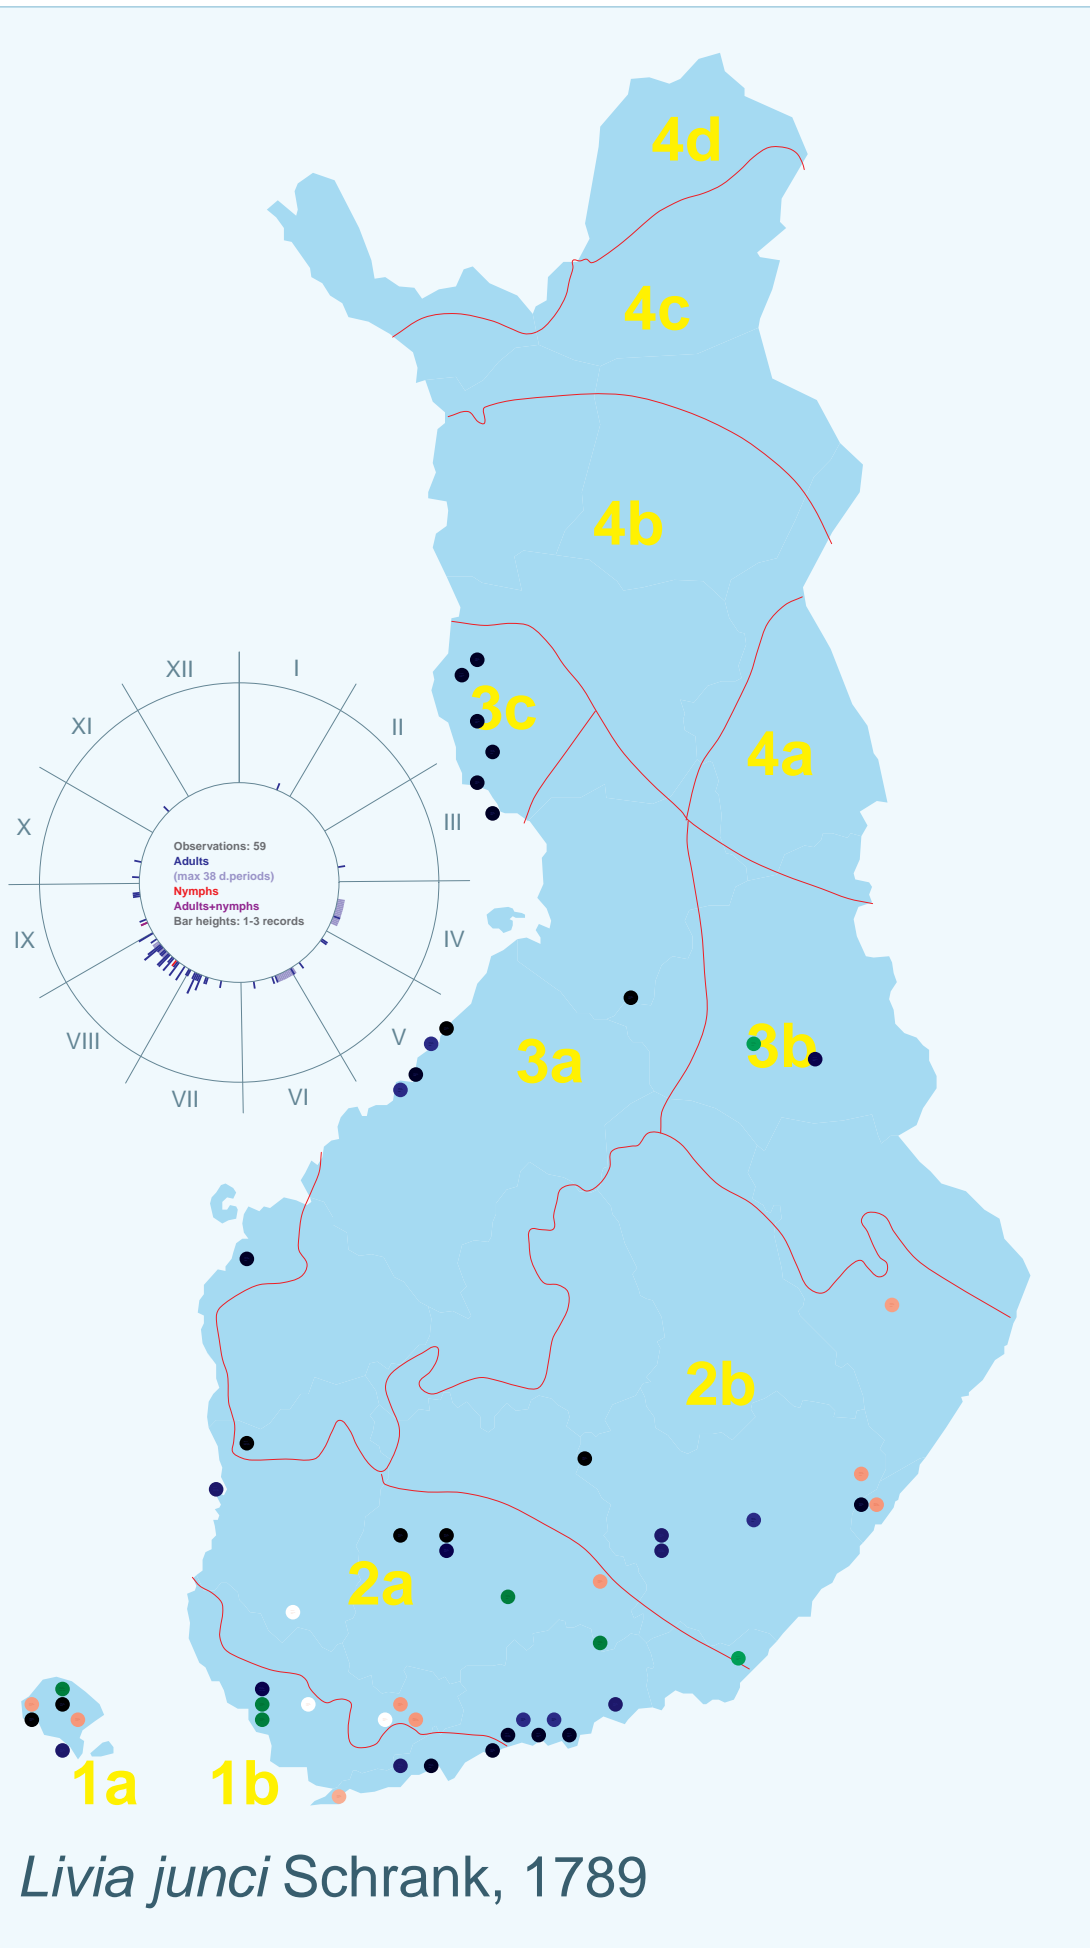 4d
4c
4b
3c
4a
XII
I
XI
II
X
III
Observations: 59
Adults
(max 38 d.periods)
Nymphs
Adults+nymphs
Bar heights: 1-3 records
IX
IV
VIII
V
VII
VI
3a
3b
2b
2a
1a
1b
Livia junci Schrank, 1789